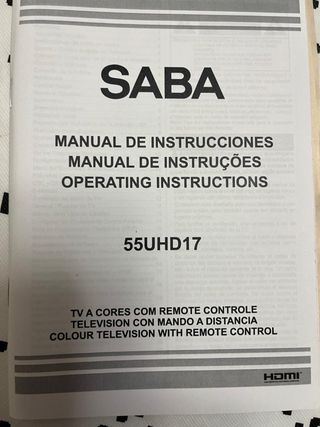 SABA
MANUAL DE INSTRUCCIONES
MANUAL DE INSTRUÇÕES
OPERATING INSTRUCTIONS
55UHD17
TV A CORES COM REMOTE CONTROLE
TELEVISION CON MANDO A DISTANCIA
COLOUR TELEVISION WITH REMOTE CONTROL
HDMI